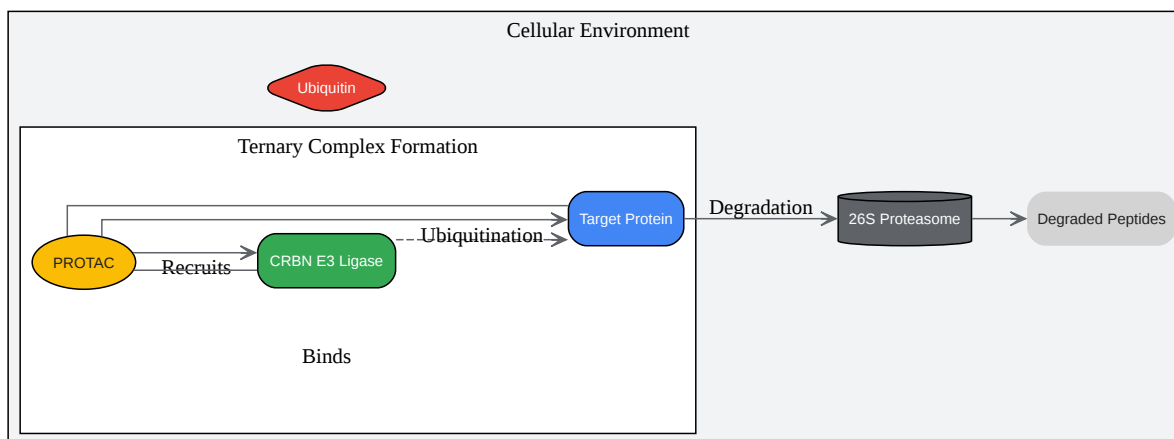 Cellular Environment
Ubiquitin
Ternary Complex Formation
PROTAC
Recruits
CRBN E3 Ligase
Ubiquitination
Target Protein
Degradation
26S Proteasome
Degraded Peptides
Binds